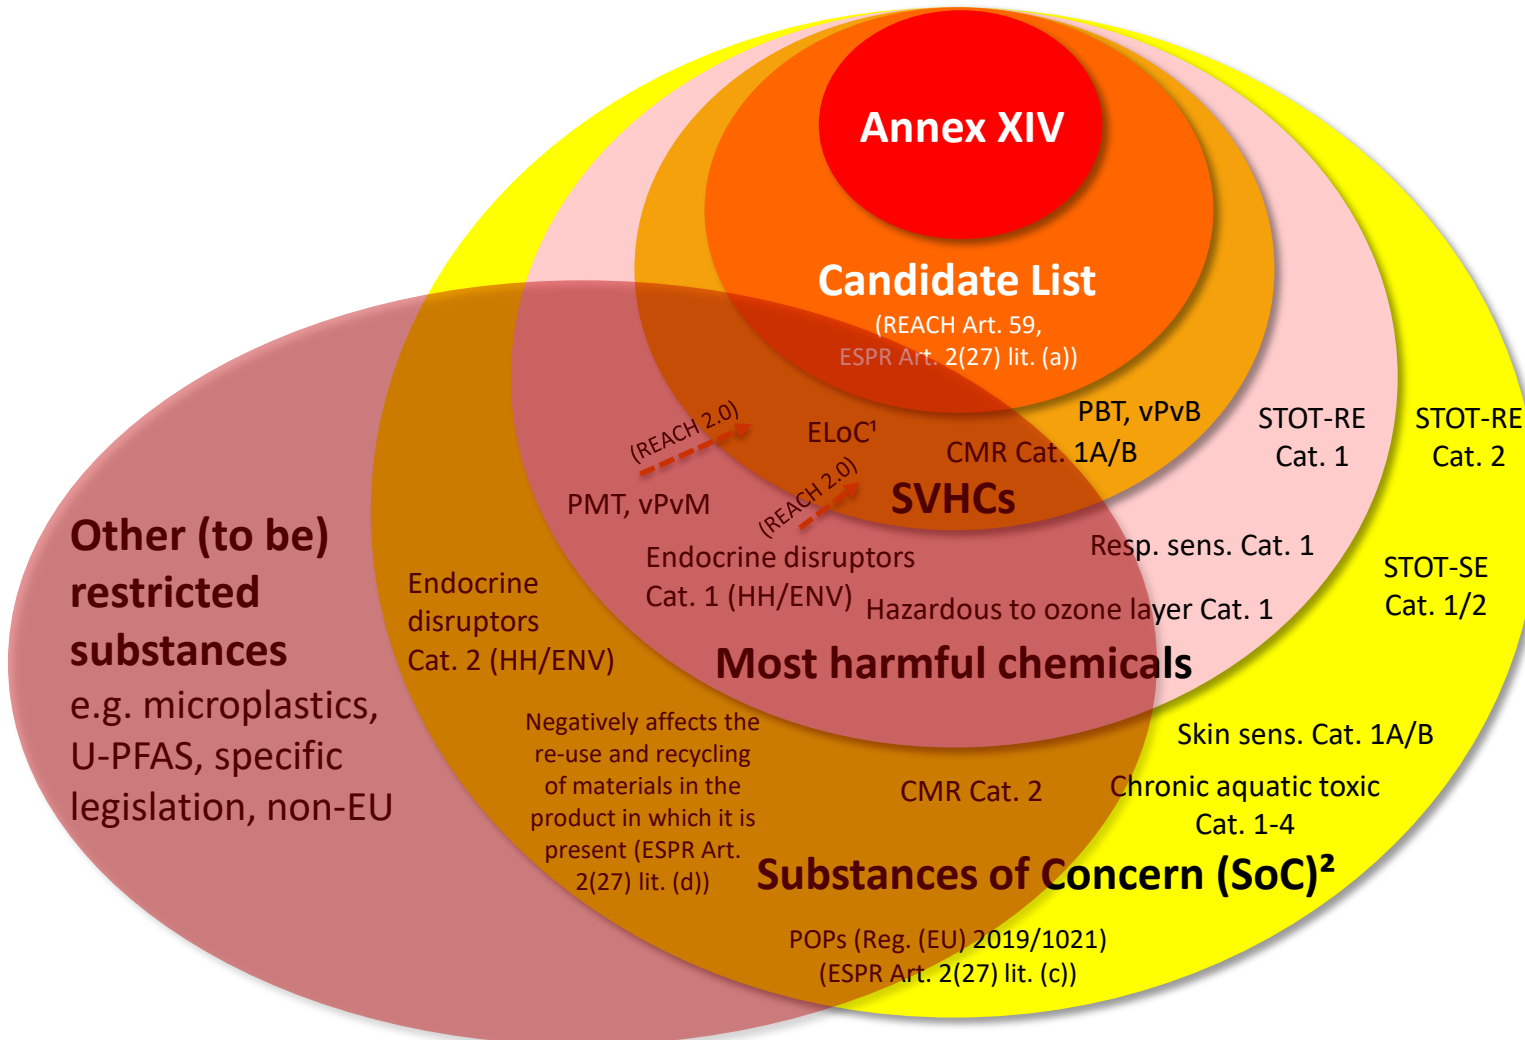 Annex XIV
Candidate List
(REACH Art. 59,
ESPR Art. 2(27) lit. (a))
(REACH 2.0)
ELoC¹
PBT, vPvB
CMR Cat. 1A/B
STOT-RE
Cat. 1
STOT-RE
Cat. 2
PMT, vPvM
(REACH 2.0)
SVHCs
Other (to be)
restricted
substances
e.g. microplastics,
U-PFAS, specific
legislation, non-EU
Endocrine disruptors
Cat. 1 (HH/ENV)
Resp. sens. Cat. 1
Endocrine
disruptors
Cat. 2 (HH/ENV)
Hazardous to ozone layer Cat. 1
STOT-SE
Cat. 1/2
Most harmful chemicals
Negatively affects the
re-use and recycling
of materials in the
product in which it is
present (ESPR Art.
2(27) lit. (d))
Skin sens. Cat. 1A/B
CMR Cat. 2
Chronic aquatic toxic
Cat. 1-4
Substances of Concern (SoC)²
POPs (Reg. (EU) 2019/1021)
(ESPR Art. 2(27) lit. (c))